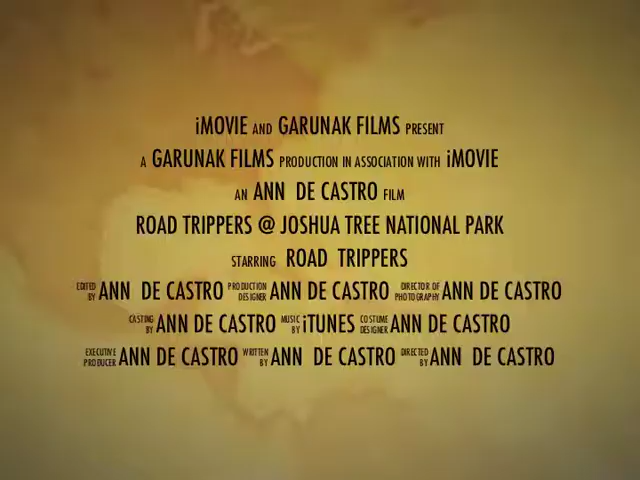 iMOVIE AND GARUNAK FILMS PRESENT
A GARUNAK FILMS PRODUCTION IN ASSOCIATION WITH iMOVIE
AN ANN DE CASTRO FILM
ROAD TRIPPERS @ JOSHUA TREE NATIONAL PARK
STARRING ROAD TRIPPERS
EDITED BY ANN DE CASTRO PRODUCTION DESIGNER ANN DE CASTRO DIRECTOR OF PHOTOGRAPHY ANN DE CASTRO
CASTING BY ANN DE CASTRO MUSIC BY iTUNES COSTUME DESIGNER ANN DE CASTRO
EXECUTIVE PRODUCER ANN DE CASTRO WRITTEN BY ANN DE CASTRO DIRECTED BY ANN DE CASTRO